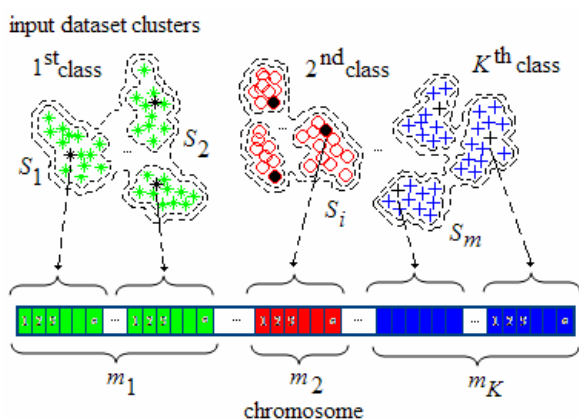 input dataset clusters
1st class 2nd class Kth class
S1 S2 Si Sm
... ... ... ... ...
m1 m2 mK
chromosome